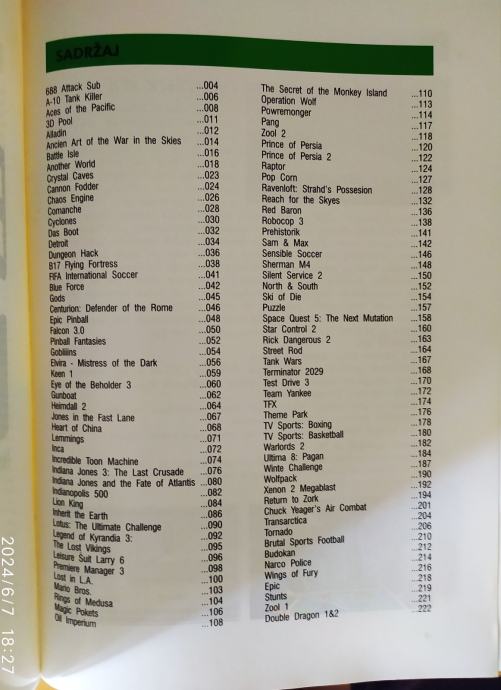 SADRŽAJ
688 Attack Sub ...004
A-10 Tank Killer ...006
Aces of the Pacific ...008
3D Pool ...011
Alladin ...012
Ancien Art of the War in the Skies ...014
Battle Isle ...016
Another World ...018
Crystal Caves ...023
Cannon Fodder ...024
Chaos Engine ...026
Comanche ...028
Cyclones ...030
Das Boot ...032
Detroit ...034
Dungeon Hack ...036
B17 Flying Fortress ...038
FIFA International Soccer ...041
Blue Force ...042
Gods ...045
Centurion: Defender of the Rome ...046
Epic Pinball ...048
Falcon 3.0 ...050
Pinball Fantasies ...052
Gobliiins ...054
Elvira - Mistress of the Dark ...056
Keen 1 ...059
Eye of the Beholder 3 ...060
Gunboat ...062
Heimdall 2 ...064
Jones in the Fast Lane ...067
Heart of China ...068
Lemmings ...071
Inca ...072
Incredible Toon Machine ...074
Indiana Jones 3: The Last Crusade ...076
Indiana Jones and the Fate of Atlantis ...080
Indianopolis 500 ...082
Lion King ...084
Inherit the Earth ...086
Lotus: The Ultimate Challenge ...090
Legend of Kyrandia 3: ...092
The Lost Vikings ...095
Leisure Suit Larry 6 ...096
Premiere Manager 3 ...098
Lost in L.A. ...100
Mario Bros. ...103
Rings of Medusa ...104
Magic Pokets ...106
Oil Imperium ...108
The Secret of the Monkey Island ...110
Operation Wolf ...113
Powremonger ...114
Pang ...117
Zool 2 ...118
Prince of Persia ...120
Prince of Persia 2 ...122
Raptor ...124
Pop Corn ...127
Ravenloft: Strahd's Possesion ...128
Reach for the Skyes ...132
Red Baron ...136
Robocop 3 ...138
Prehistorik ...141
Sam & Max ...142
Sensible Soccer ...146
Sherman M4 ...148
Silent Service 2 ...150
North & South ...152
Ski of Die ...154
Puzzle ...157
Space Quest 5: The Next Mutation ...158
Star Control 2 ...160
Rick Dangerous 2 ...163
Street Rod ...164
Tank Wars ...167
Terminator 2029 ...168
Test Drive 3 ...170
Team Yankee ...172
TFX ...174
Theme Park ...176
TV Sports: Boxing ...178
TV Sports: Basketball ...180
Warlords 2 ...182
Ultima 8: Pagan ...184
Winte Challenge ...187
Wolfpack ...190
Xenon 2 Megablast ...192
Return to Zork ...194
Chuck Yeager's Air Combat ...201
Transarctica ...204
Tornado ...206
Brutal Sports Football ...210
Budokan ...212
Narco Police ...214
Wings of Fury ...216
Epic ...218
Stunts ...219
Zool 1 ...221
Double Dragon 1&2 ...222
2024/6/7 18:27